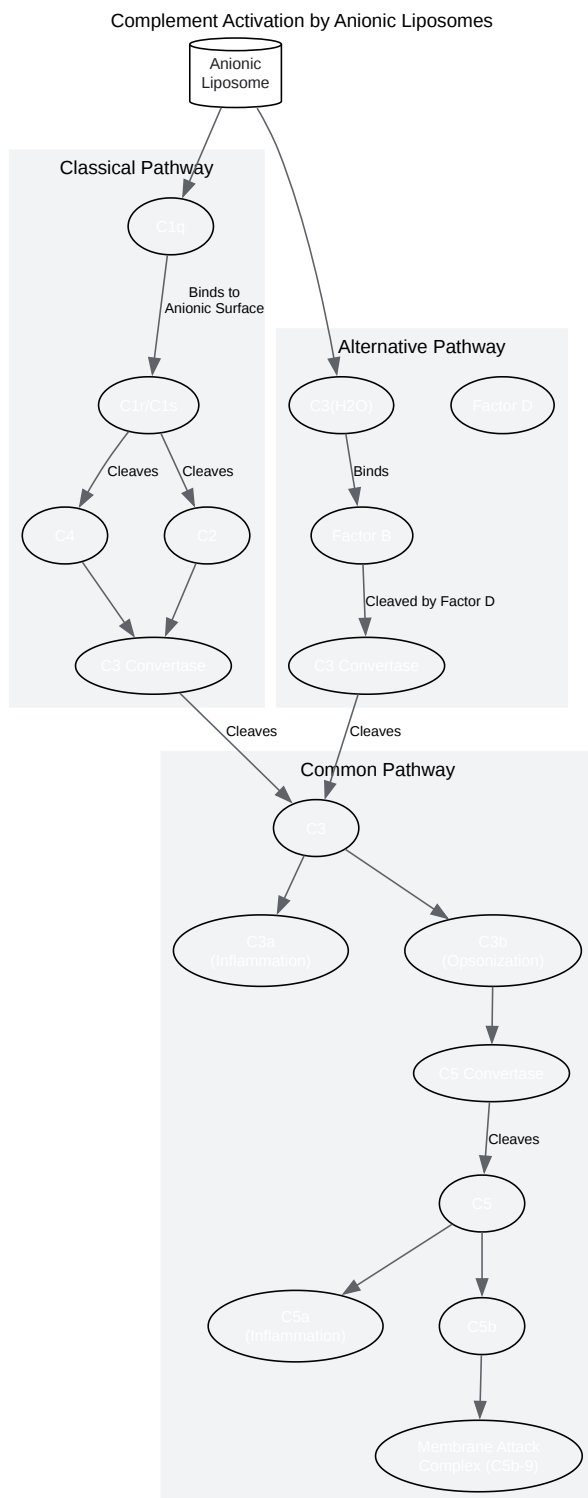 Complement Activation by Anionic Liposomes
Anionic
Liposome
Classical Pathway
C1q
Binds to
Anionic Surface
Alternative Pathway
C1r/C1s
C3(H2O)
Factor D
Cleaves
Cleaves
Binds
C4
C2
Factor B
Cleaved by Factor D
C3 Convertase
C3 Convertase
Cleaves
Cleaves
Common Pathway
C3
C3a
(Inflammation)
C3b
(Opsonization)
C5 Convertase
Cleaves
C5
C5a
(Inflammation)
C5b
Membrane Attack
Complex (C5b-9)